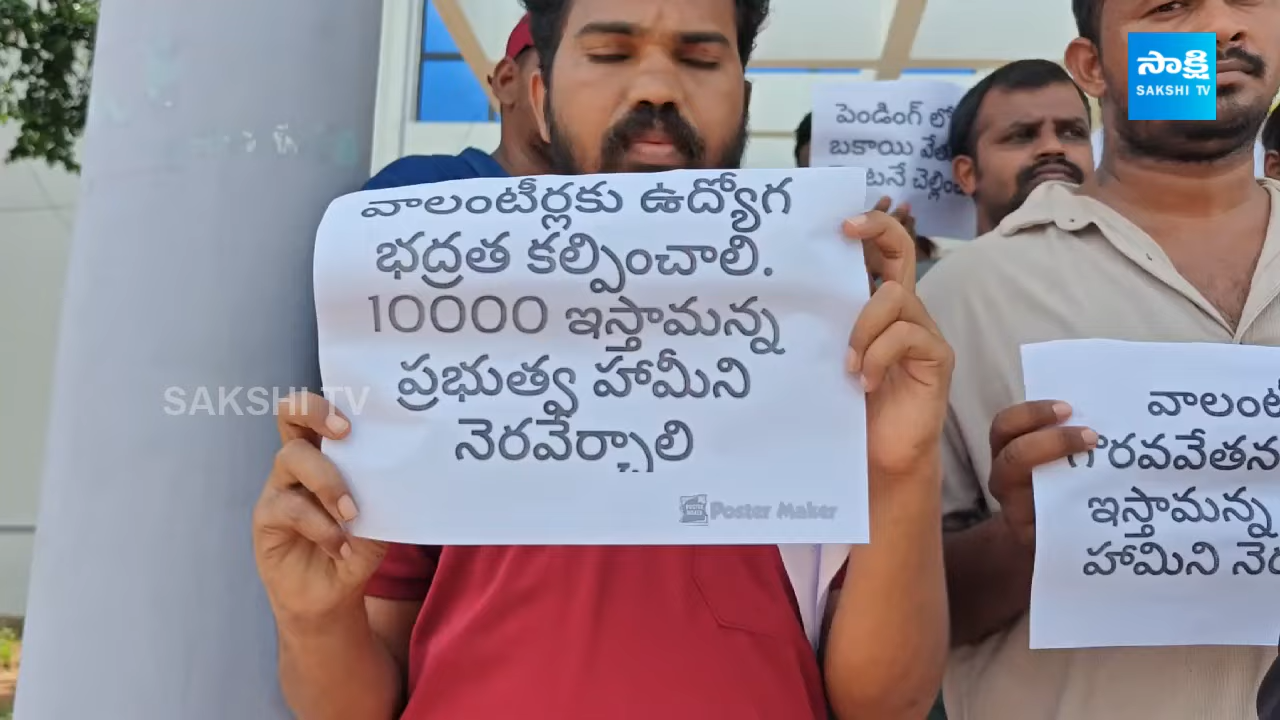 సాక్షి
SAKSHI TV
పెండింగ్ లో
బకాయి
చెల్లించ
వాలంటీర్లకు ఉద్యోగ
భద్రత కల్పించాలి.
10000 ఇస్తామన్న
ప్రభుత్వ హామీని
నెరవేర్చాలి
Poster Maker
SAKSHI TV
గౌరవవేతన
ఇస్తామన్న
హామిని